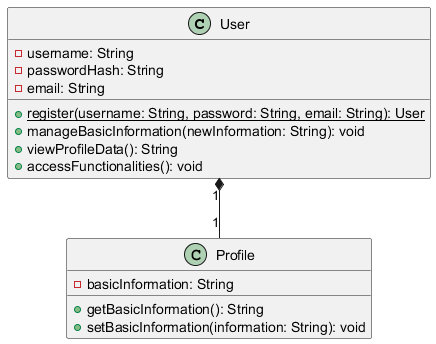 C User
username: String
passwordHash: String
email: String
register(username: String, password: String, email: String): User
manageBasicInformation(newInformation: String): void
viewProfileData(): String
accessFunctionalities(): void
1
1
C Profile
basicInformation: String
getBasicInformation(): String
setBasicInformation(information: String): void